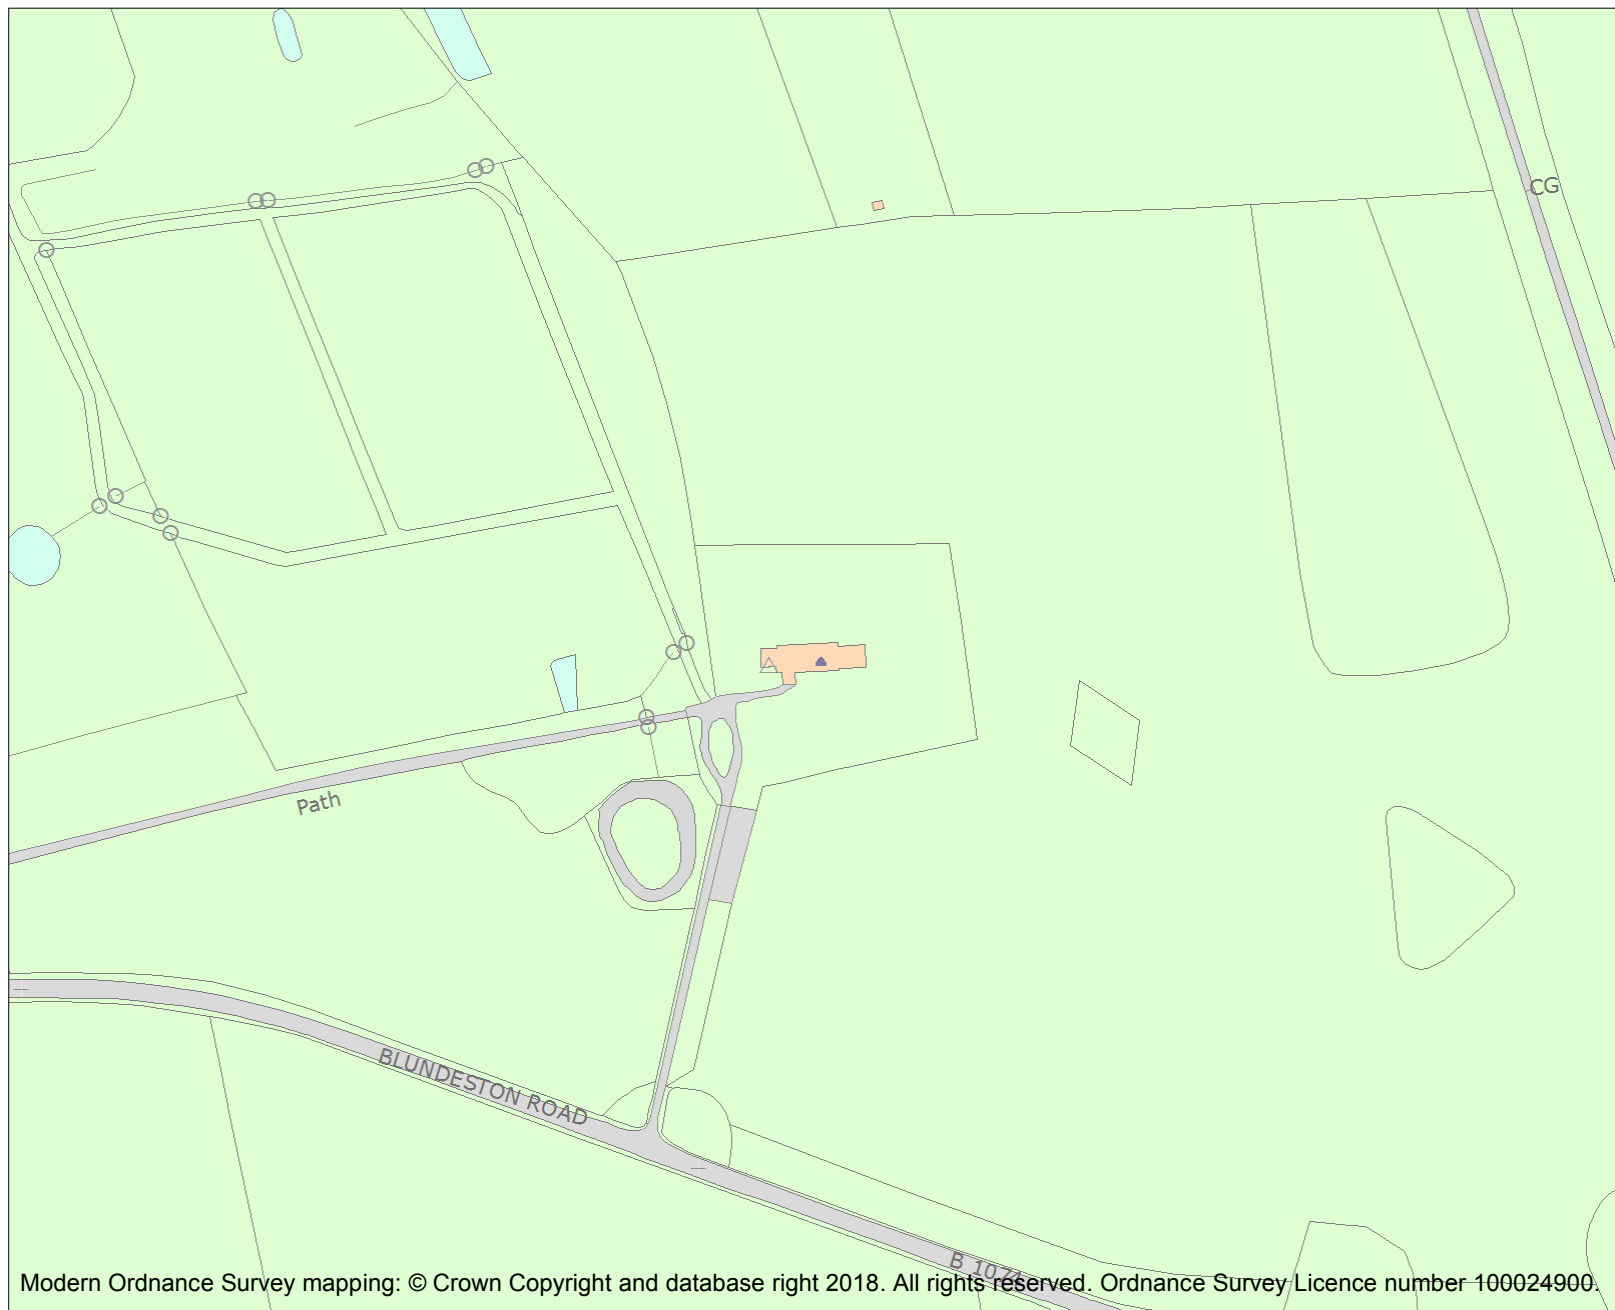 CG
Path
BLUNDESTON ROAD
B 1074
Modern Ordnance Survey mapping: © Crown Copyright and database right 2018. All rights reserved. Ordnance Survey Licence number 100024900.